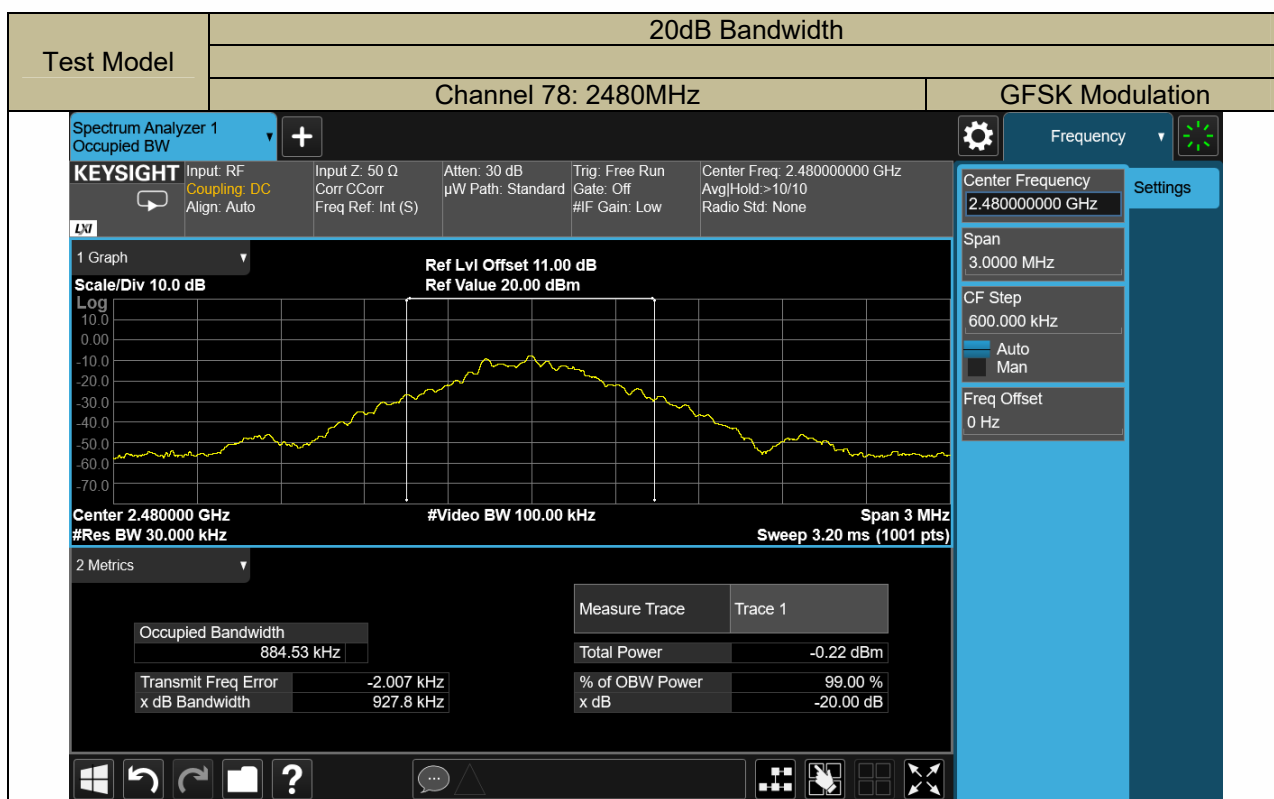 20dB Bandwidth
Test Model
Channel 78: 2480MHz GFSK Modulation
Spectrum Analyzer 1
Occupied BW
+
Frequency
KEYSIGHT Input: RF Input Z: 50 Ω Atten: 30 dB Trig: Free Run Center Freq: 2.480000000 GHz
Coupling: DC Corr CCorr µW Path: Standard Gate: Off Avg|Hold:>10/10
Align: Auto Freq Ref: Int (S) #IF Gain: Low Radio Std: None
LXI
Center Frequency
2.480000000 GHz
Settings
Span
3.0000 MHz
CF Step
600.000 kHz
Auto
Man
Freq Offset
0 Hz
1 Graph
Ref Lvl Offset 11.00 dB
Scale/Div 10.0 dB Ref Value 20.00 dBm
Log
10.0
0.00
-10.0
-20.0
-30.0
-40.0
-50.0
-60.0
-70.0
Center 2.480000 GHz #Video BW 100.00 kHz Span 3 MHz
#Res BW 30.000 kHz Sweep 3.20 ms (1001 pts)
2 Metrics
Measure Trace Trace 1
Occupied Bandwidth
884.53 kHz
Total Power -0.22 dBm
Transmit Freq Error -2.007 kHz % of OBW Power 99.00 %
x dB Bandwidth 927.8 kHz x dB -20.00 dB
?